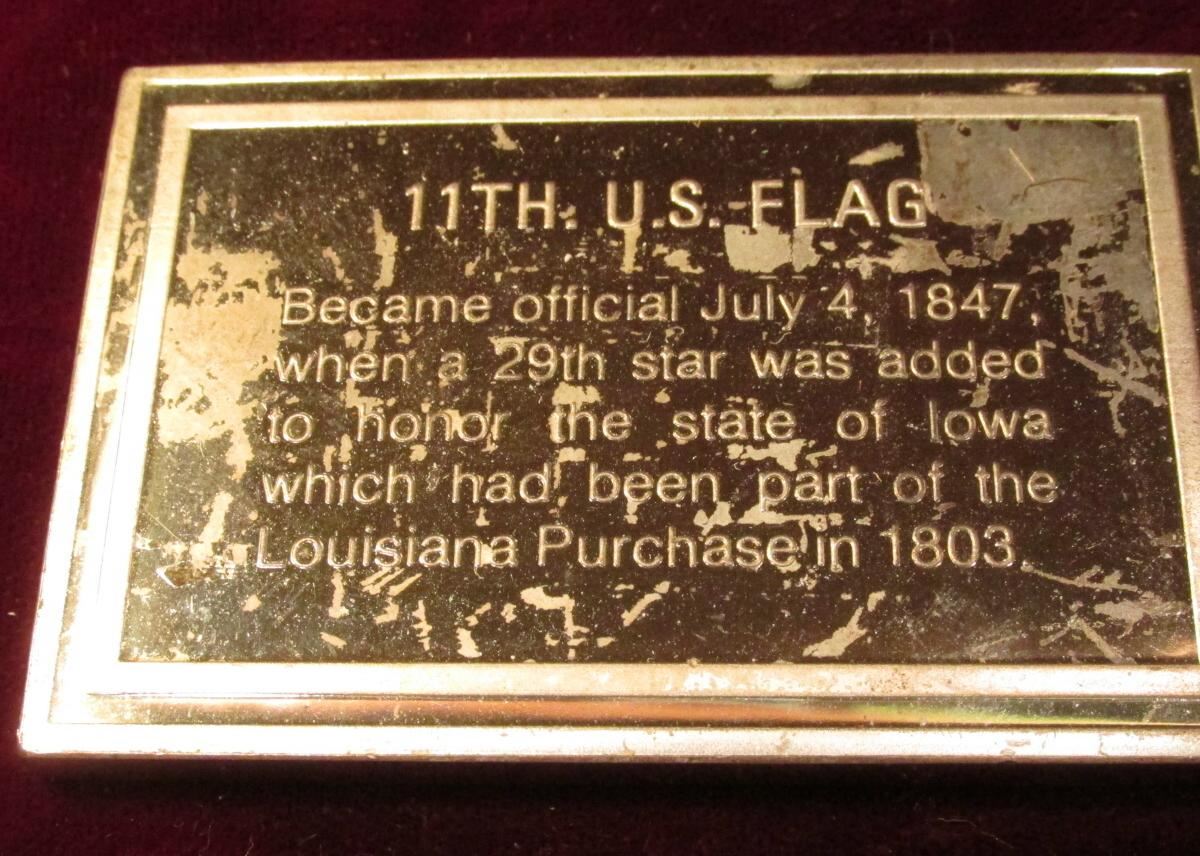 11TH. U.S. FLAG
Became official July 4, 1847,
when a 29th star was added
to honor the state of Iowa
which had been part of the
Louisiana Purchase in 1803.